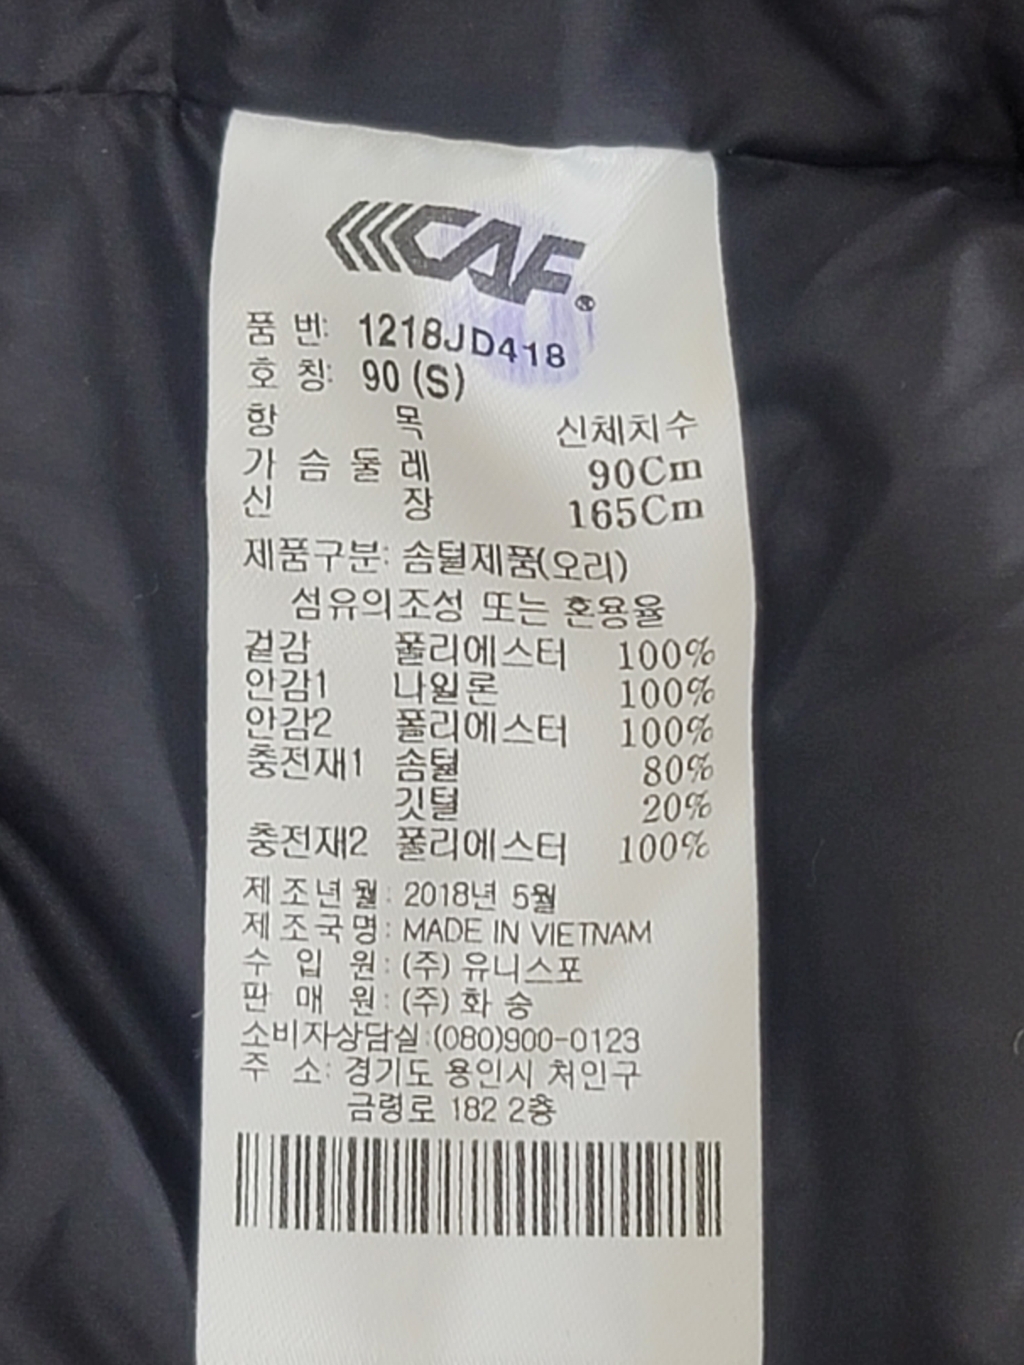 CAF®
품 번: 1218JD418
호 칭: 90 (S)
항 목 신체치수
가 슴 둘 레 90Cm
신 장 165Cm
제품구분: 솜털제품(오리)
섬유의조성 또는 혼용율
겉감 폴리에스터 100%
안감1 나일론 100%
안감2 폴리에스터 100%
충전재1 솜털 80%
깃털 20%
충전재2 폴리에스터 100%
제 조 년 월: 2018년 5월
제 조 국 명: MADE IN VIETNAM
수 입 원: (주) 유니스포
판 매 원: (주) 화 승
소비자상담실:(080)900-0123
주 소: 경기도 용인시 처인구
금령로 182 2층